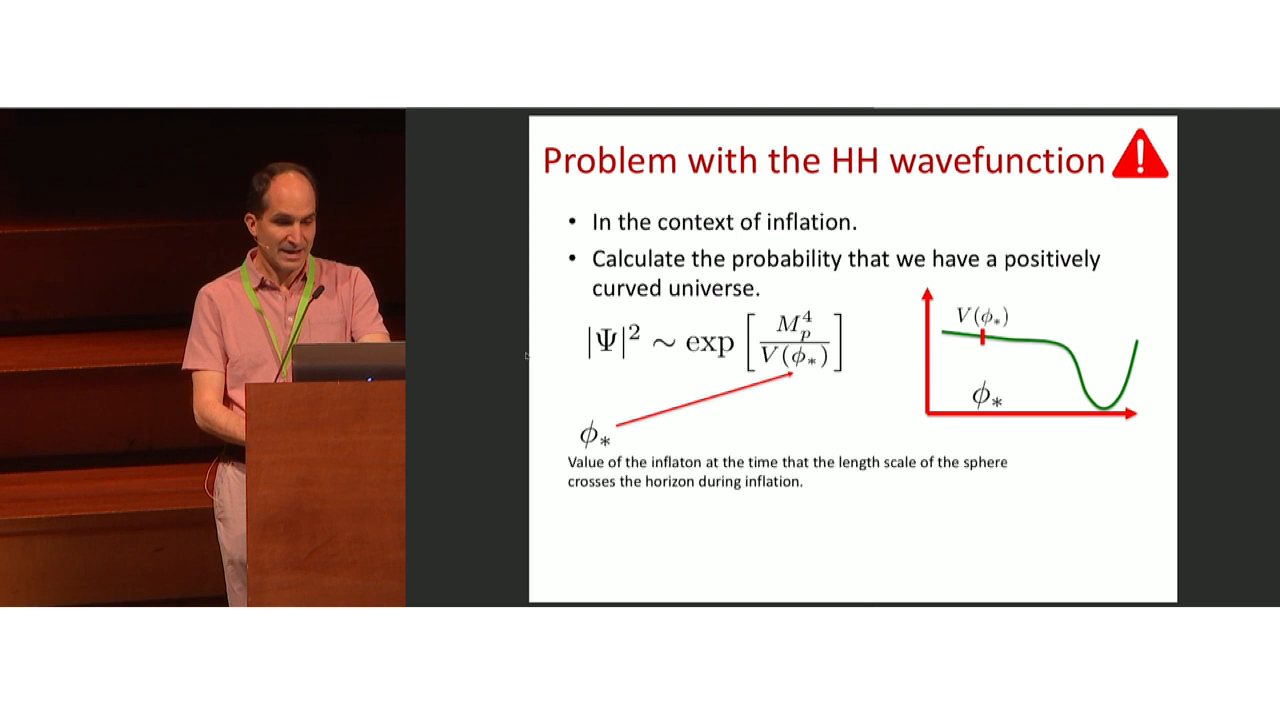 Problem with the HH wavefunction
• In the context of inflation.
• Calculate the probability that we have a positively
curved universe.
|Ψ|² ∼ exp [ M_p^4 / V(ϕ_*) ]
V(ϕ_*)
ϕ_*
ϕ_*
Value of the inflaton at the time that the length scale of the sphere
crosses the horizon during inflation.